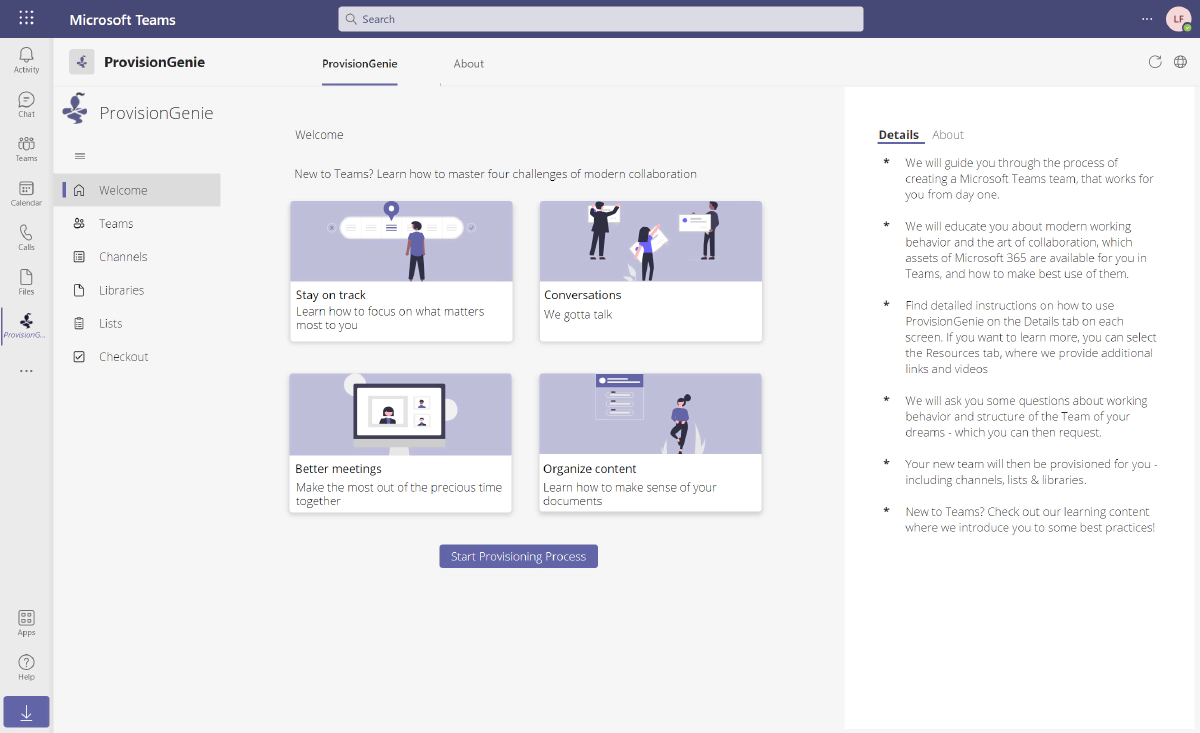 Microsoft Teams
Search
LF
Activity
Chat
Teams
Calendar
Calls
Files
ProvisionG...
Apps
Help
ProvisionGenie
ProvisionGenie
About
ProvisionGenie
Welcome
Teams
Channels
Libraries
Lists
Checkout
Welcome
New to Teams? Learn how to master four challenges of modern collaboration
Stay on track
Learn how to focus on what matters
most to you
Conversations
We gotta talk
Better meetings
Make the most out of the precious time
together
Organize content
Learn how to make sense of your
documents
Start Provisioning Process
Details
About
* We will guide you through the process of
creating a Microsoft Teams team, that works for
you from day one.
* We will educate you about modern working
behavior and the art of collaboration, which
assets of Microsoft 365 are available for you in
Teams, and how to make best use of them.
* Find detailed instructions on how to use
ProvisionGenie on the Details tab on each
screen. If you want to learn more, you can select
the Resources tab, where we provide additional
links and videos
* We will ask you some questions about working
behavior and structure of the Team of your
dreams - which you can then request.
* Your new team will then be provisioned for you -
including channels, lists & libraries.
* New to Teams? Check out our learning content
where we introduce you to some best practices!